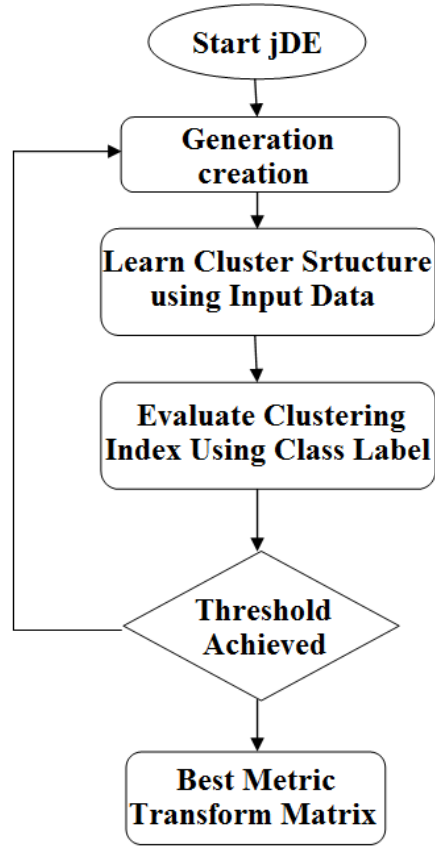 Start jDE
Generation
creation
Learn Cluster Srtucture
using Input Data
Evaluate Clustering
Index Using Class Label
Threshold
Achieved
Best Metric
Transform Matrix